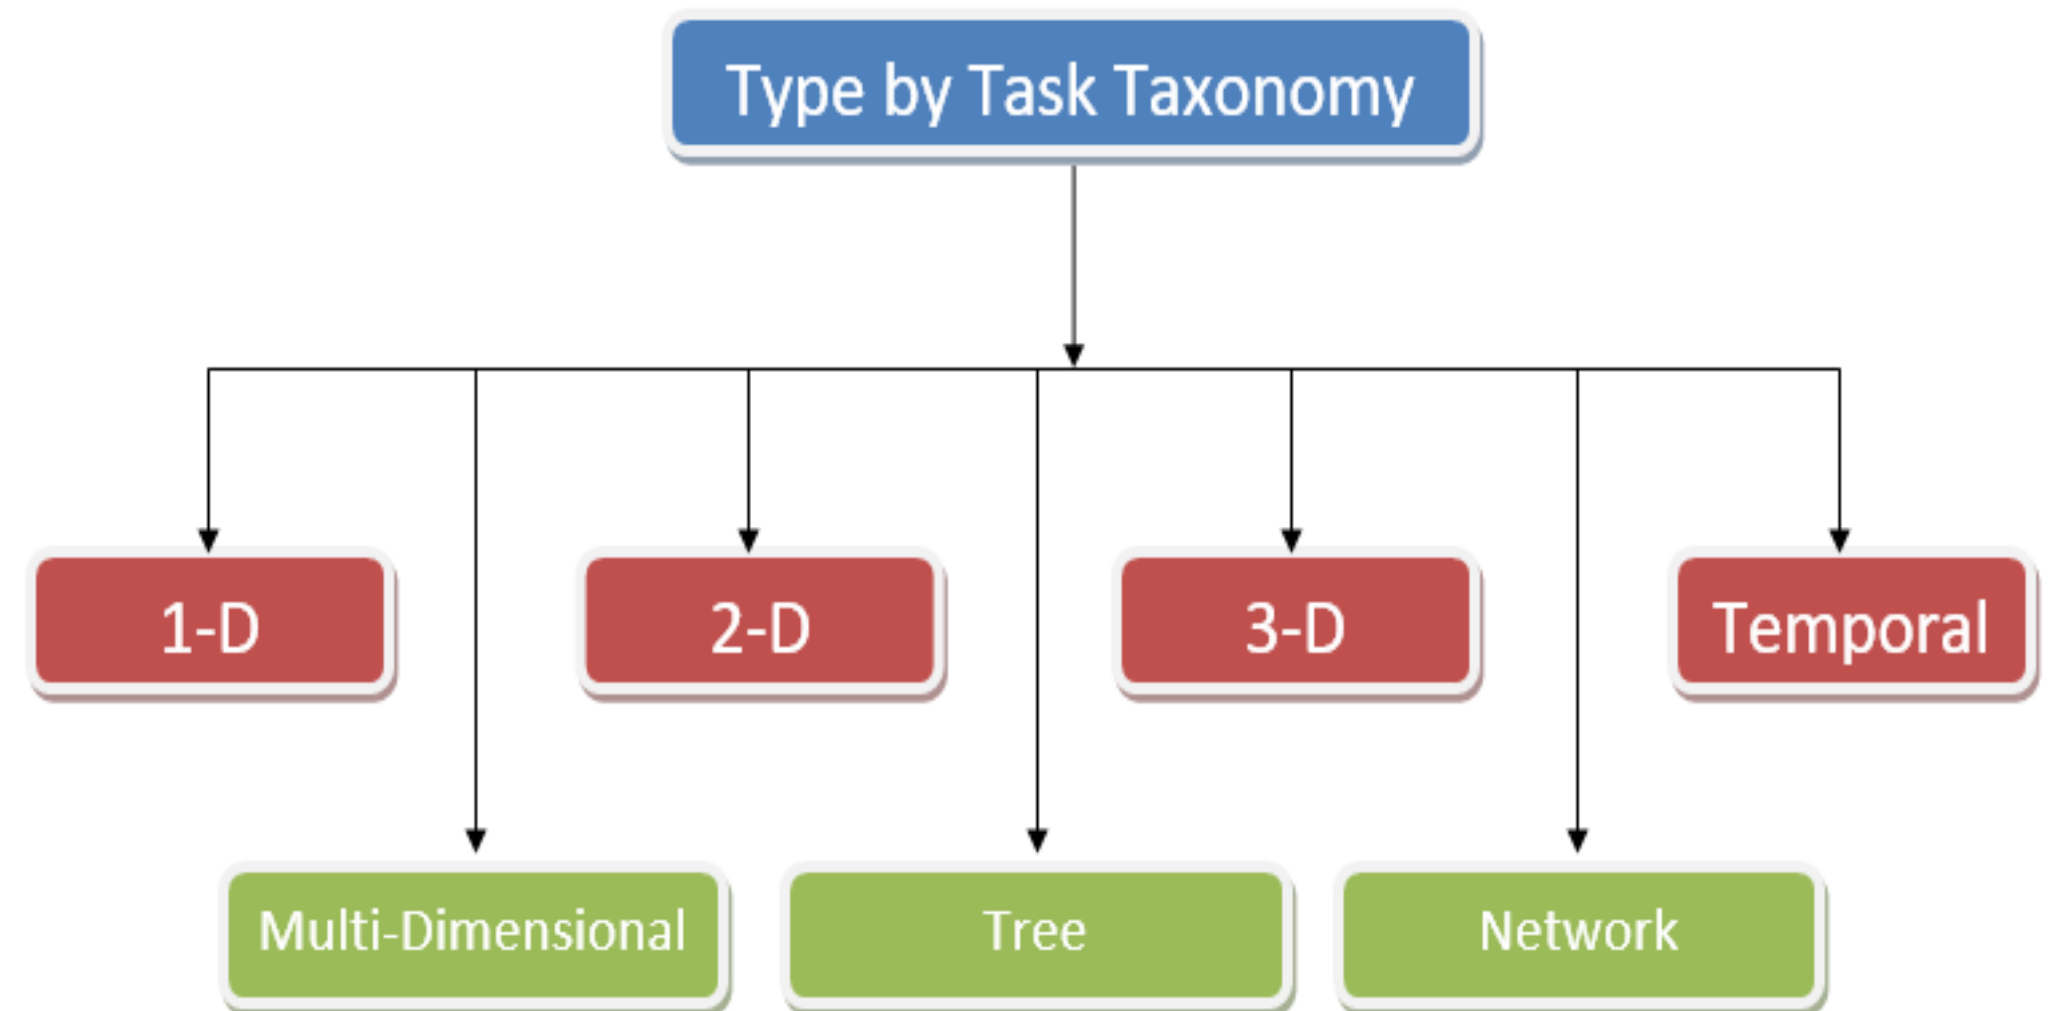 Type by Task Taxonomy
1-D
2-D
3-D
Temporal
Multi-Dimensional
Tree
Network